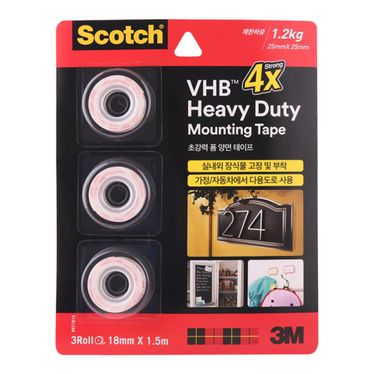 Scotch
제한하중 1.2kg
25mmX 25mm
VHB™ 4X
Strong
Heavy Duty
Mounting Tape
초강력 폼 양면 테이프
실내외 장식물 고정 및 부착
가정/자동차에서 다용도로 사용
274
3Roll 18mm X 1.5m
3M